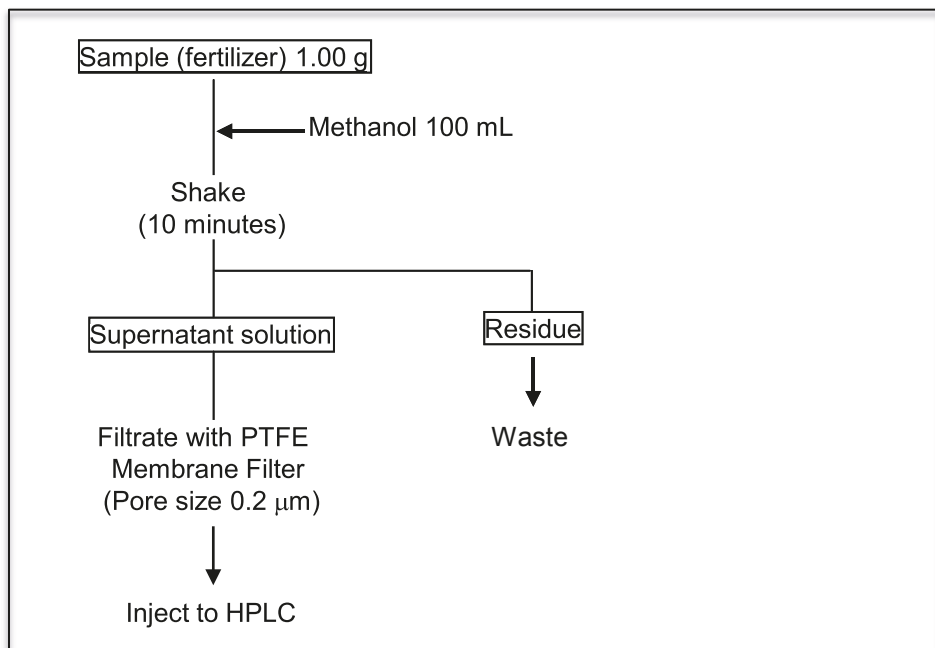 Sample (fertilizer) 1.00 g
Methanol 100 mL
Shake
(10 minutes)
Supernatant solution
Residue
Filtrate with PTFE
Membrane Filter
(Pore size 0.2 μm)
Waste
Inject to HPLC